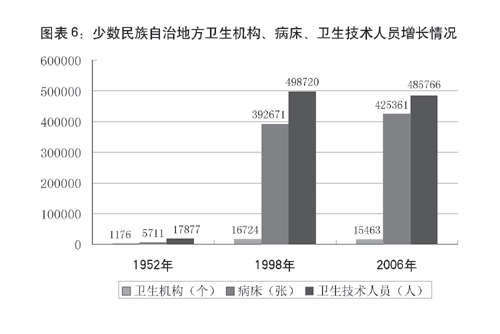 图表6：少数民族自治地方卫生机构、病床、卫生技术人员增长情况
600000
500000
400000
300000
200000
100000
0
1176 5711 17877
16724 392671 498720
15463 425361 485766
1952年 1998年 2006年
卫生机构（个） 病床（张） 卫生技术人员（人）